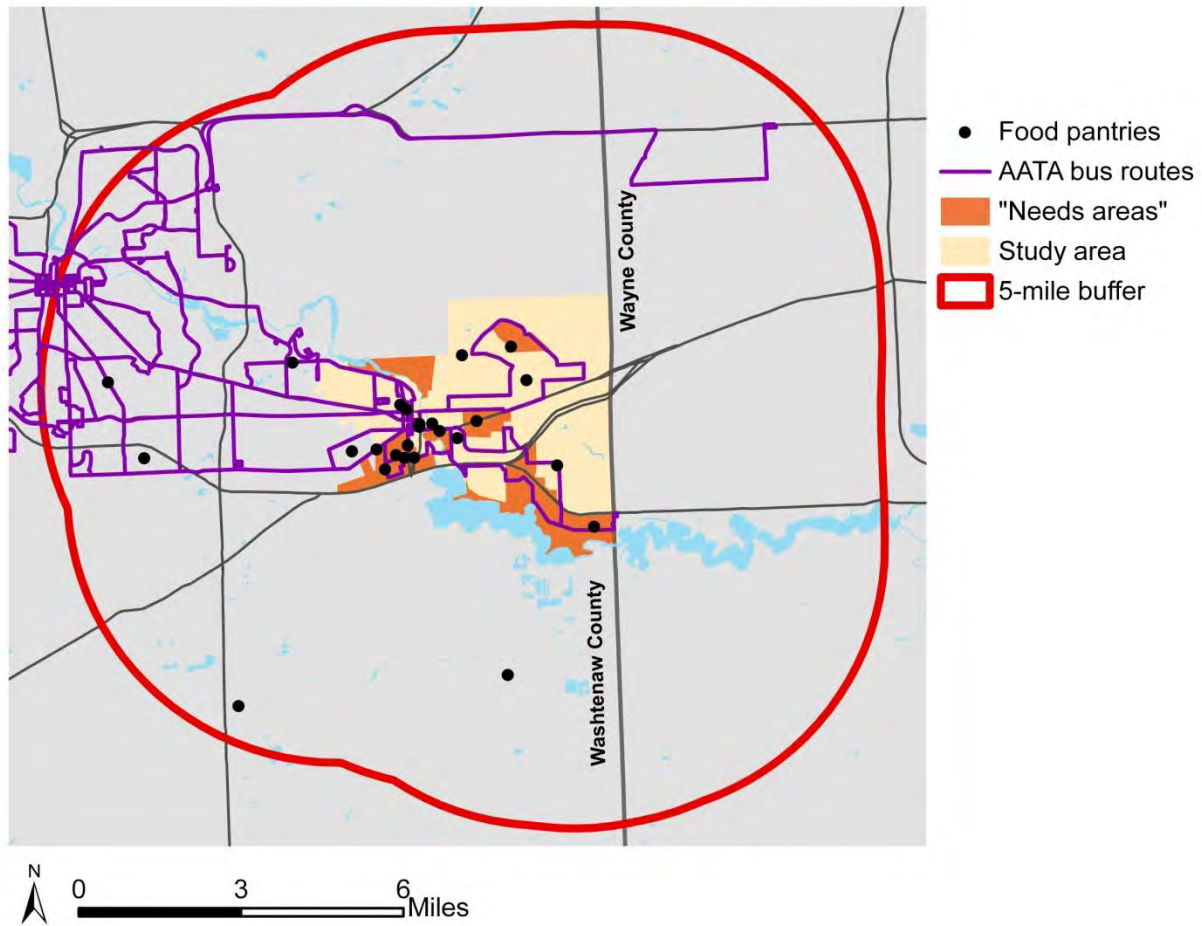 Food pantries
AATA bus routes
"Needs areas"
Study area
5-mile buffer
Wayne County
Washtenaw County
N
0 3 6
Miles